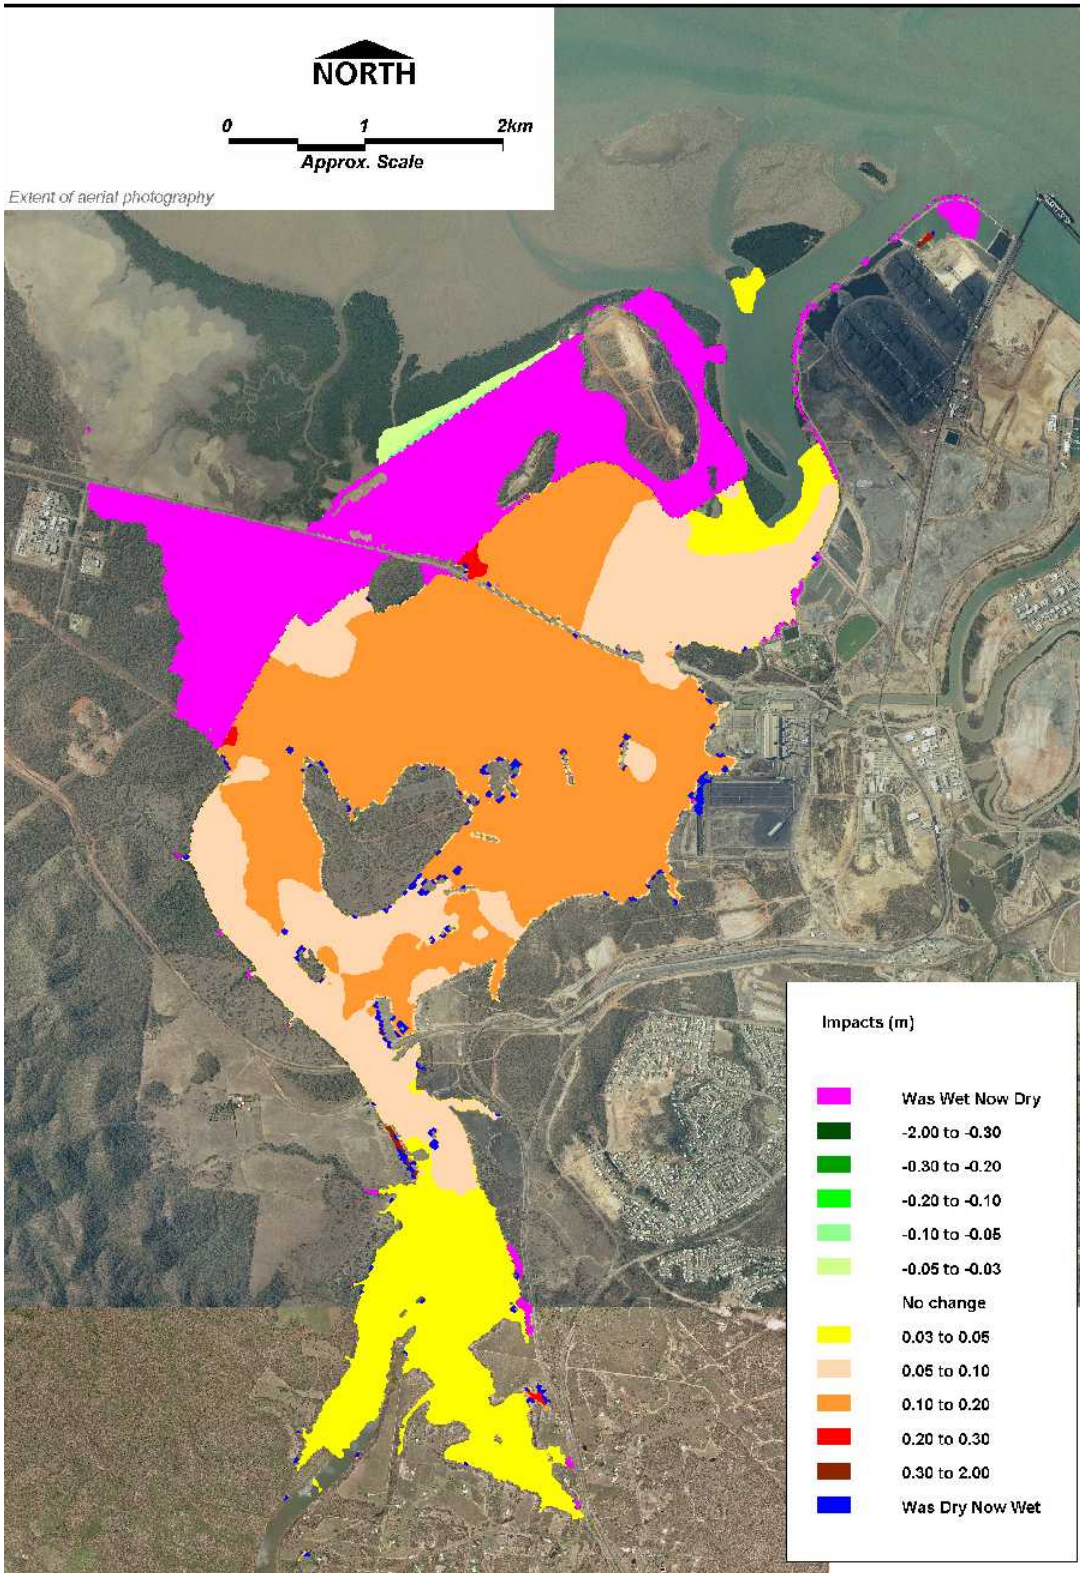 NORTH
0 1 2km
Approx. Scale
Extent of aerial photography
Impacts (m)
Was Wet Now Dry
-2.00 to -0.30
-0.30 to -0.20
-0.20 to -0.10
-0.10 to -0.05
-0.05 to -0.03
No change
0.03 to 0.05
0.05 to 0.10
0.10 to 0.20
0.20 to 0.30
0.30 to 2.00
Was Dry Now Wet